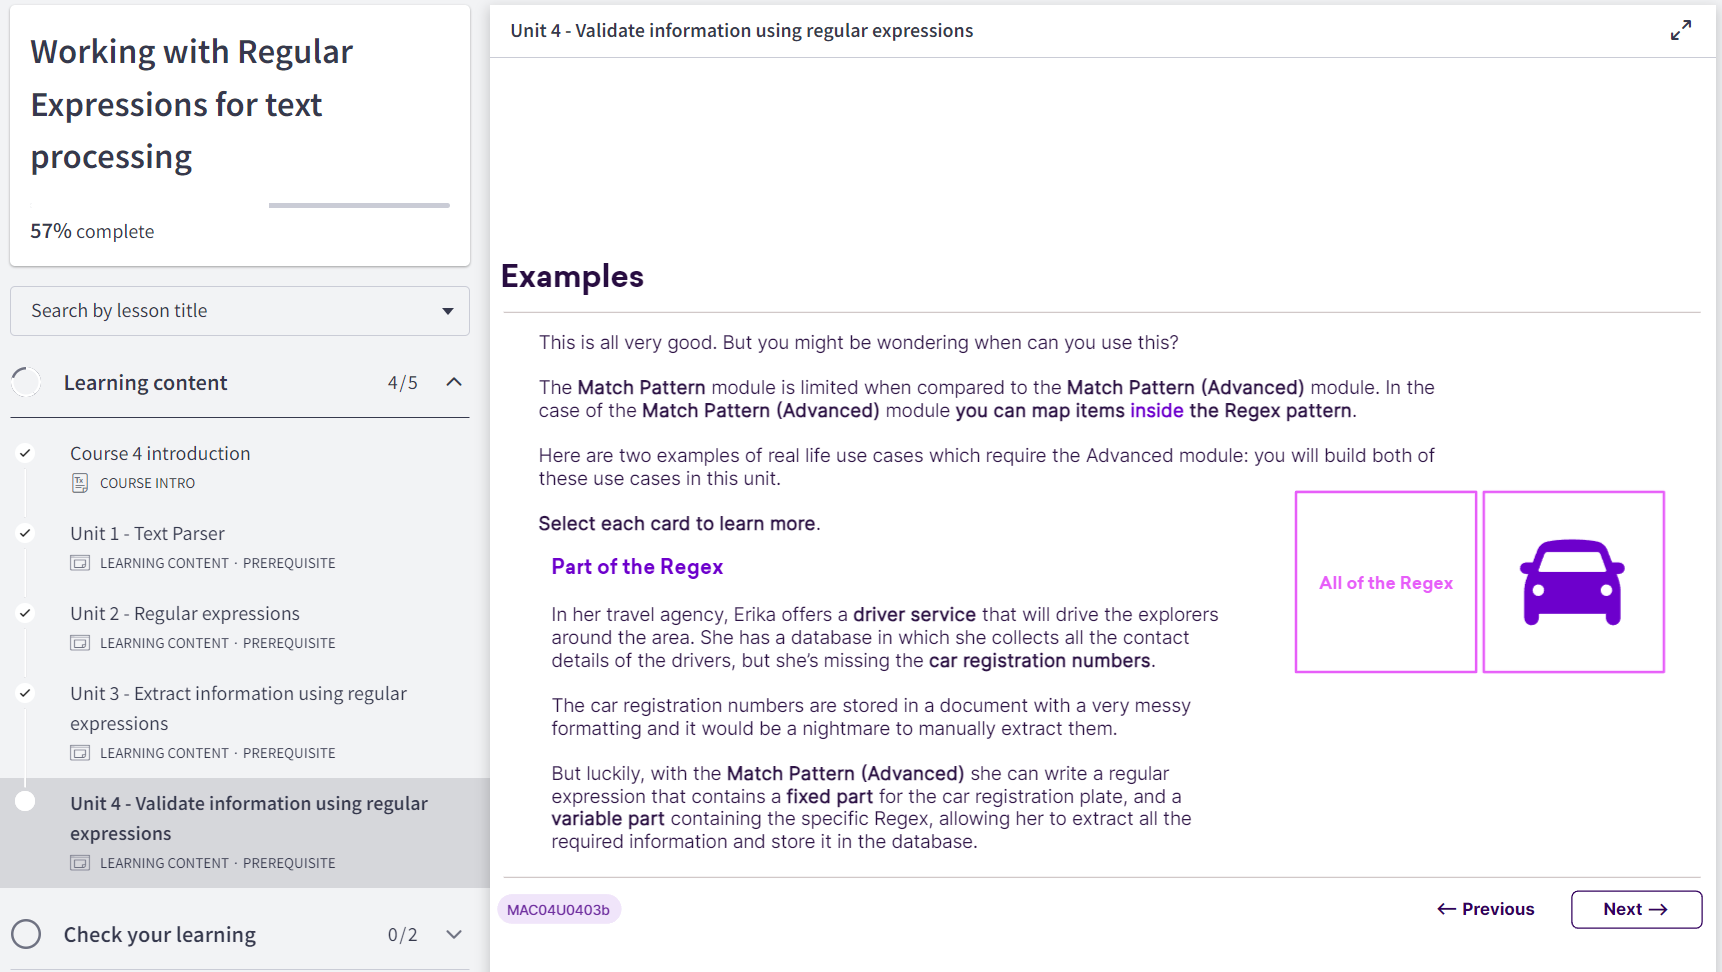 Working with Regular
Expressions for text
processing
57% complete
Search by lesson title
Learning content 4/5
Course 4 introduction
COURSE INTRO
Unit 1 - Text Parser
LEARNING CONTENT · PREREQUISITE
Unit 2 - Regular expressions
LEARNING CONTENT · PREREQUISITE
Unit 3 - Extract information using regular
expressions
LEARNING CONTENT · PREREQUISITE
Unit 4 - Validate information using regular
expressions
LEARNING CONTENT · PREREQUISITE
Check your learning 0/2
Unit 4 - Validate information using regular expressions
Examples
This is all very good. But you might be wondering when can you use this?
The Match Pattern module is limited when compared to the Match Pattern (Advanced) module. In the
case of the Match Pattern (Advanced) module you can map items inside the Regex pattern.
Here are two examples of real life use cases which require the Advanced module: you will build both of
these use cases in this unit.
Select each card to learn more.
Part of the Regex
In her travel agency, Erika offers a driver service that will drive the explorers
around the area. She has a database in which she collects all the contact
details of the drivers, but she's missing the car registration numbers.
The car registration numbers are stored in a document with a very messy
formatting and it would be a nightmare to manually extract them.
But luckily, with the Match Pattern (Advanced) she can write a regular
expression that contains a fixed part for the car registration plate, and a
variable part containing the specific Regex, allowing her to extract all the
required information and store it in the database.
All of the Regex
MAC04U0403b
← Previous
Next →